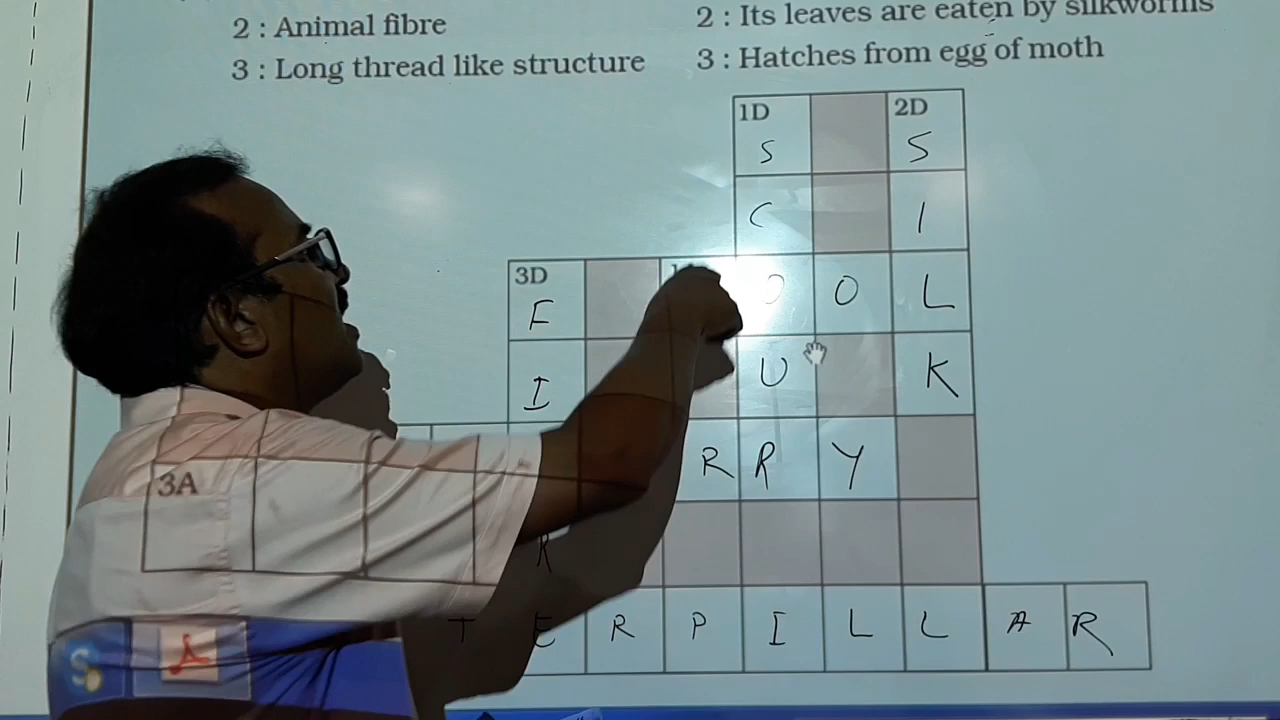 2 : Animal fibre
2 : Its leaves are eaten by silkworms
3 : Long thread like structure
3 : Hatches from egg of moth
1D 2D
S S
C I
3D
F O O L
I U K
R R Y
3A
R
T E R P I L L A R